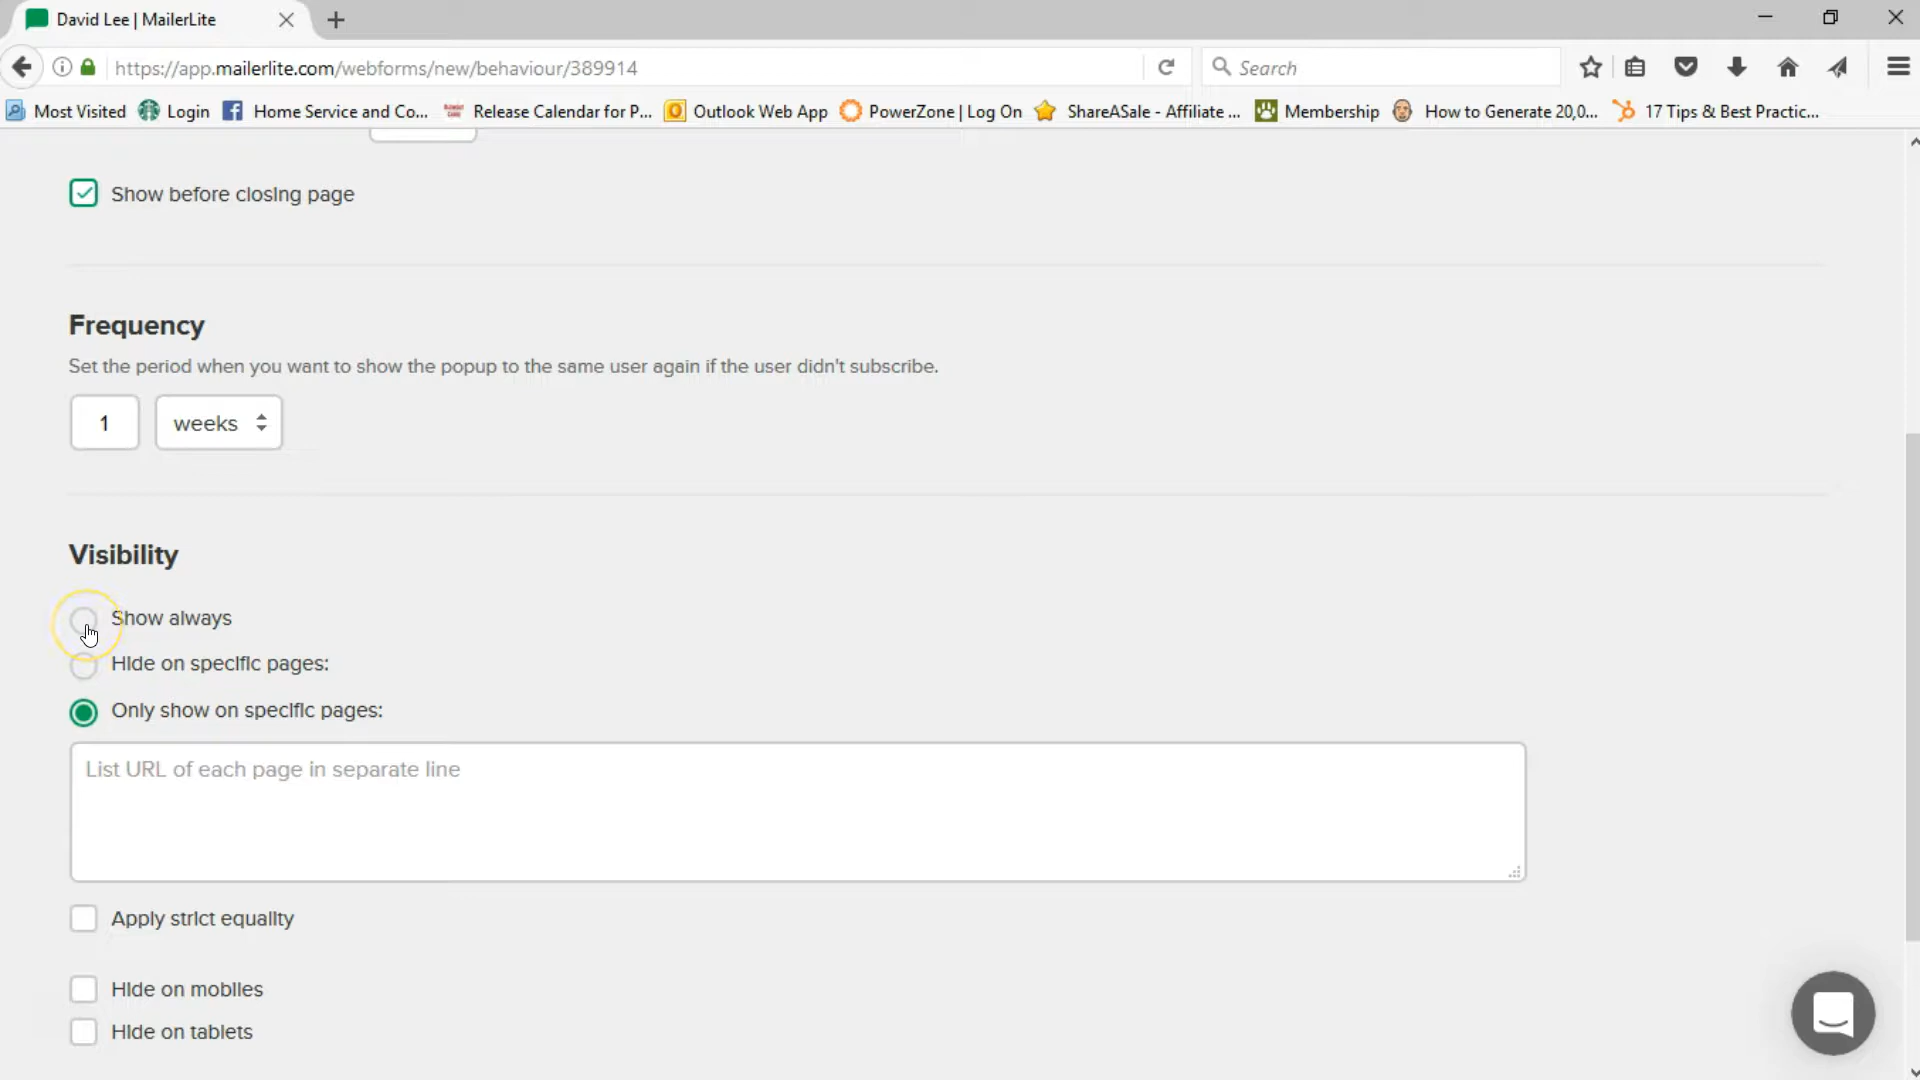 David Lee | MailerLite
https://app.mailerlite.com/webforms/new/behaviour/389914
Search
Most Visited Login Home Service and Co... Release Calendar for P... Outlook Web App PowerZone | Log On ShareASale - Affiliate ... Membership How to Generate 20,0... 17 Tips & Best Practic...
Show before closing page
Frequency
Set the period when you want to show the popup to the same user again if the user didn't subscribe.
1 weeks
Visibility
Show always
Hide on specific pages:
Only show on specific pages:
List URL of each page in separate line
Apply strict equality
Hide on mobiles
Hide on tablets